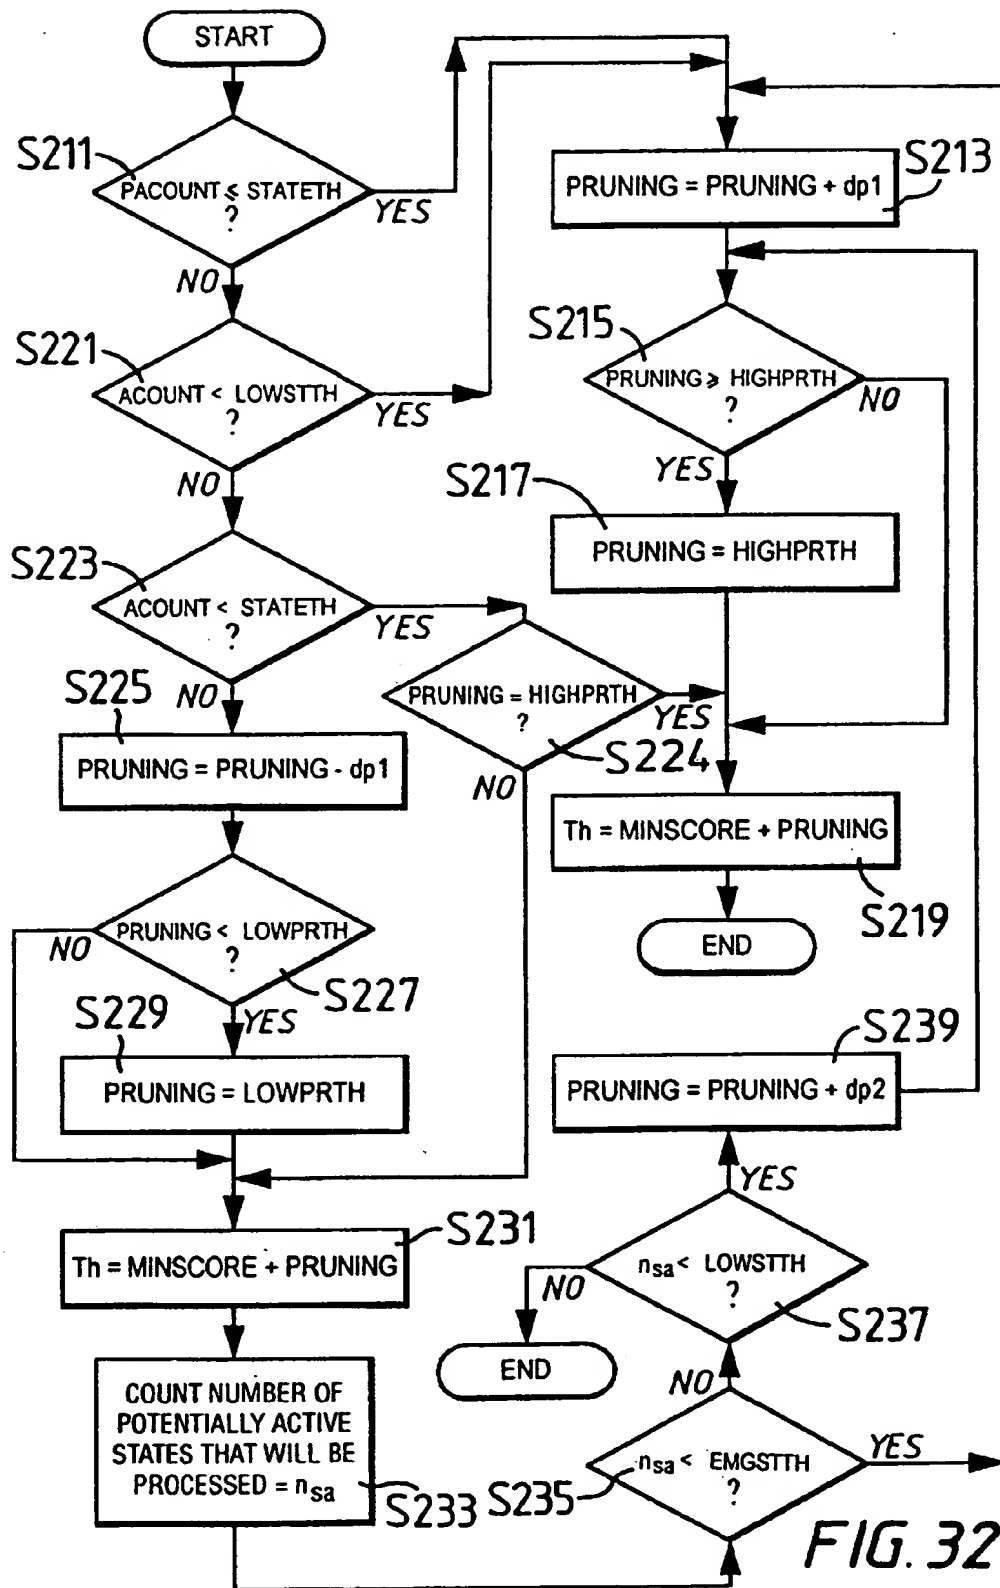 START
S211
PACOUNT ≤ STATETH
?
YES
NO
S221
ACOUNT < LOWSTTH
?
YES
NO
S223
ACOUNT < STATETH
?
YES
NO
S225
PRUNING = PRUNING - dp1
PRUNING < LOWPRTH
?
NO
S227
YES
S229
PRUNING = LOWPRTH
S231
Th = MINSCORE + PRUNING
COUNT NUMBER OF
POTENTIALLY ACTIVE
STATES THAT WILL BE
PROCESSED = nsa
S233
PRUNING = HIGHPRTH
?
YES
S224
NO
S213
PRUNING = PRUNING + dp1
S215
PRUNING ≥ HIGHPRTH
?
NO
YES
S217
PRUNING = HIGHPRTH
Th = MINSCORE + PRUNING
S219
END
S239
PRUNING = PRUNING + dp2
YES
nsa < LOWSTTH
?
NO
S237
END
NO
nsa < EMGSTTH
?
YES
S235
FIG. 32